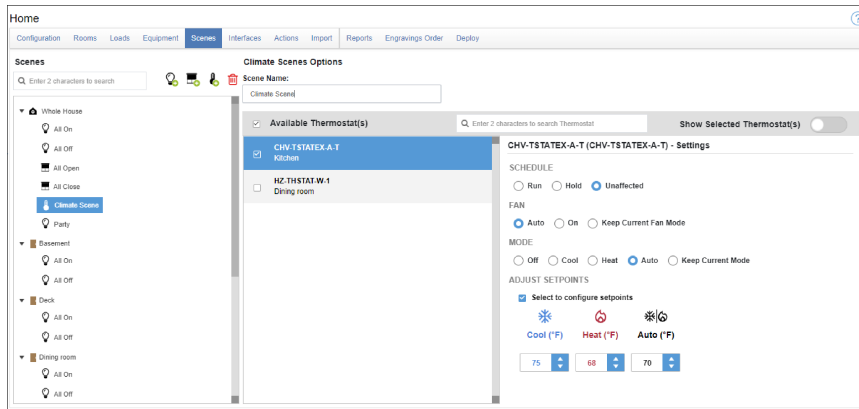 Home
Configuration Rooms Loads Equipment Scenes Interfaces Actions Import Reports Engravings Order Deploy
Scenes
Enter 2 characters to search
Whole House
All On
All Off
All Open
All Close
Climate Scene
Party
Basement
All On
All Off
Deck
All On
All Off
Dining room
All On
All Off
Climate Scenes Options
Scene Name:
Climate Scene
Available Thermostat(s)
Enter 2 characters to search Thermostat
Show Selected Thermostat(s)
CHV-TSTATEX-A-T
Kitchen
HZ-THSTAT-W-1
Dining room
CHV-TSTATEX-A-T (CHV-TSTATEX-A-T) - Settings
SCHEDULE
Run Hold Unaffected
FAN
Auto On Keep Current Fan Mode
MODE
Off Cool Heat Auto Keep Current Mode
ADJUST SETPOINTS
Select to configure setpoints
Cool (°F) Heat (°F) Auto (°F)
75 68 70